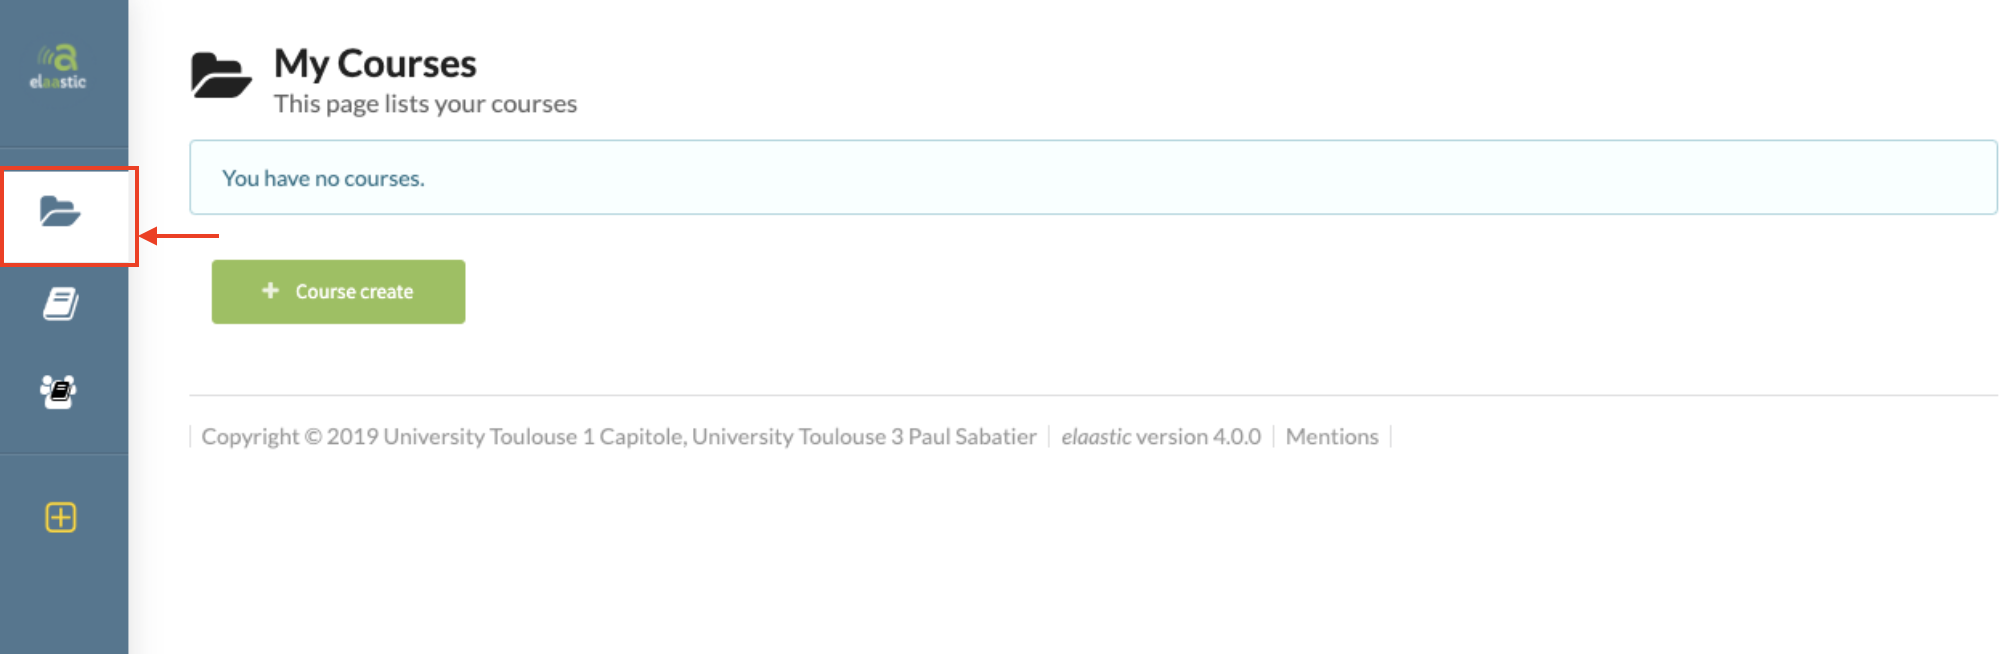 elaastic
My Courses
This page lists your courses
You have no courses.
+ Course create
Copyright © 2019 University Toulouse 1 Capitole, University Toulouse 3 Paul Sabatier | elaastic version 4.0.0 | Mentions |